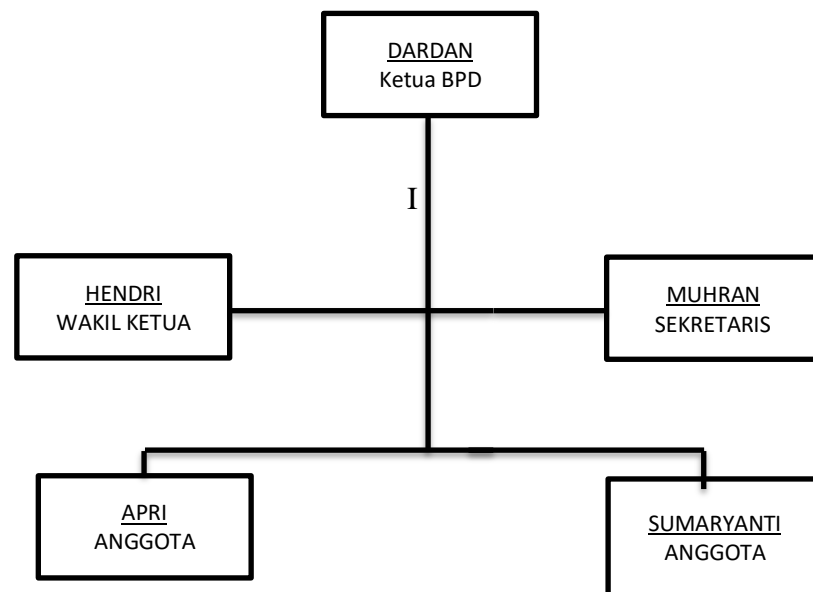 DARDAN
Ketua BPD
I
HENDRI
WAKIL KETUA
MUHRAN
SEKRETARIS
APRI
ANGGOTA
SUMARYANTI
ANGGOTA